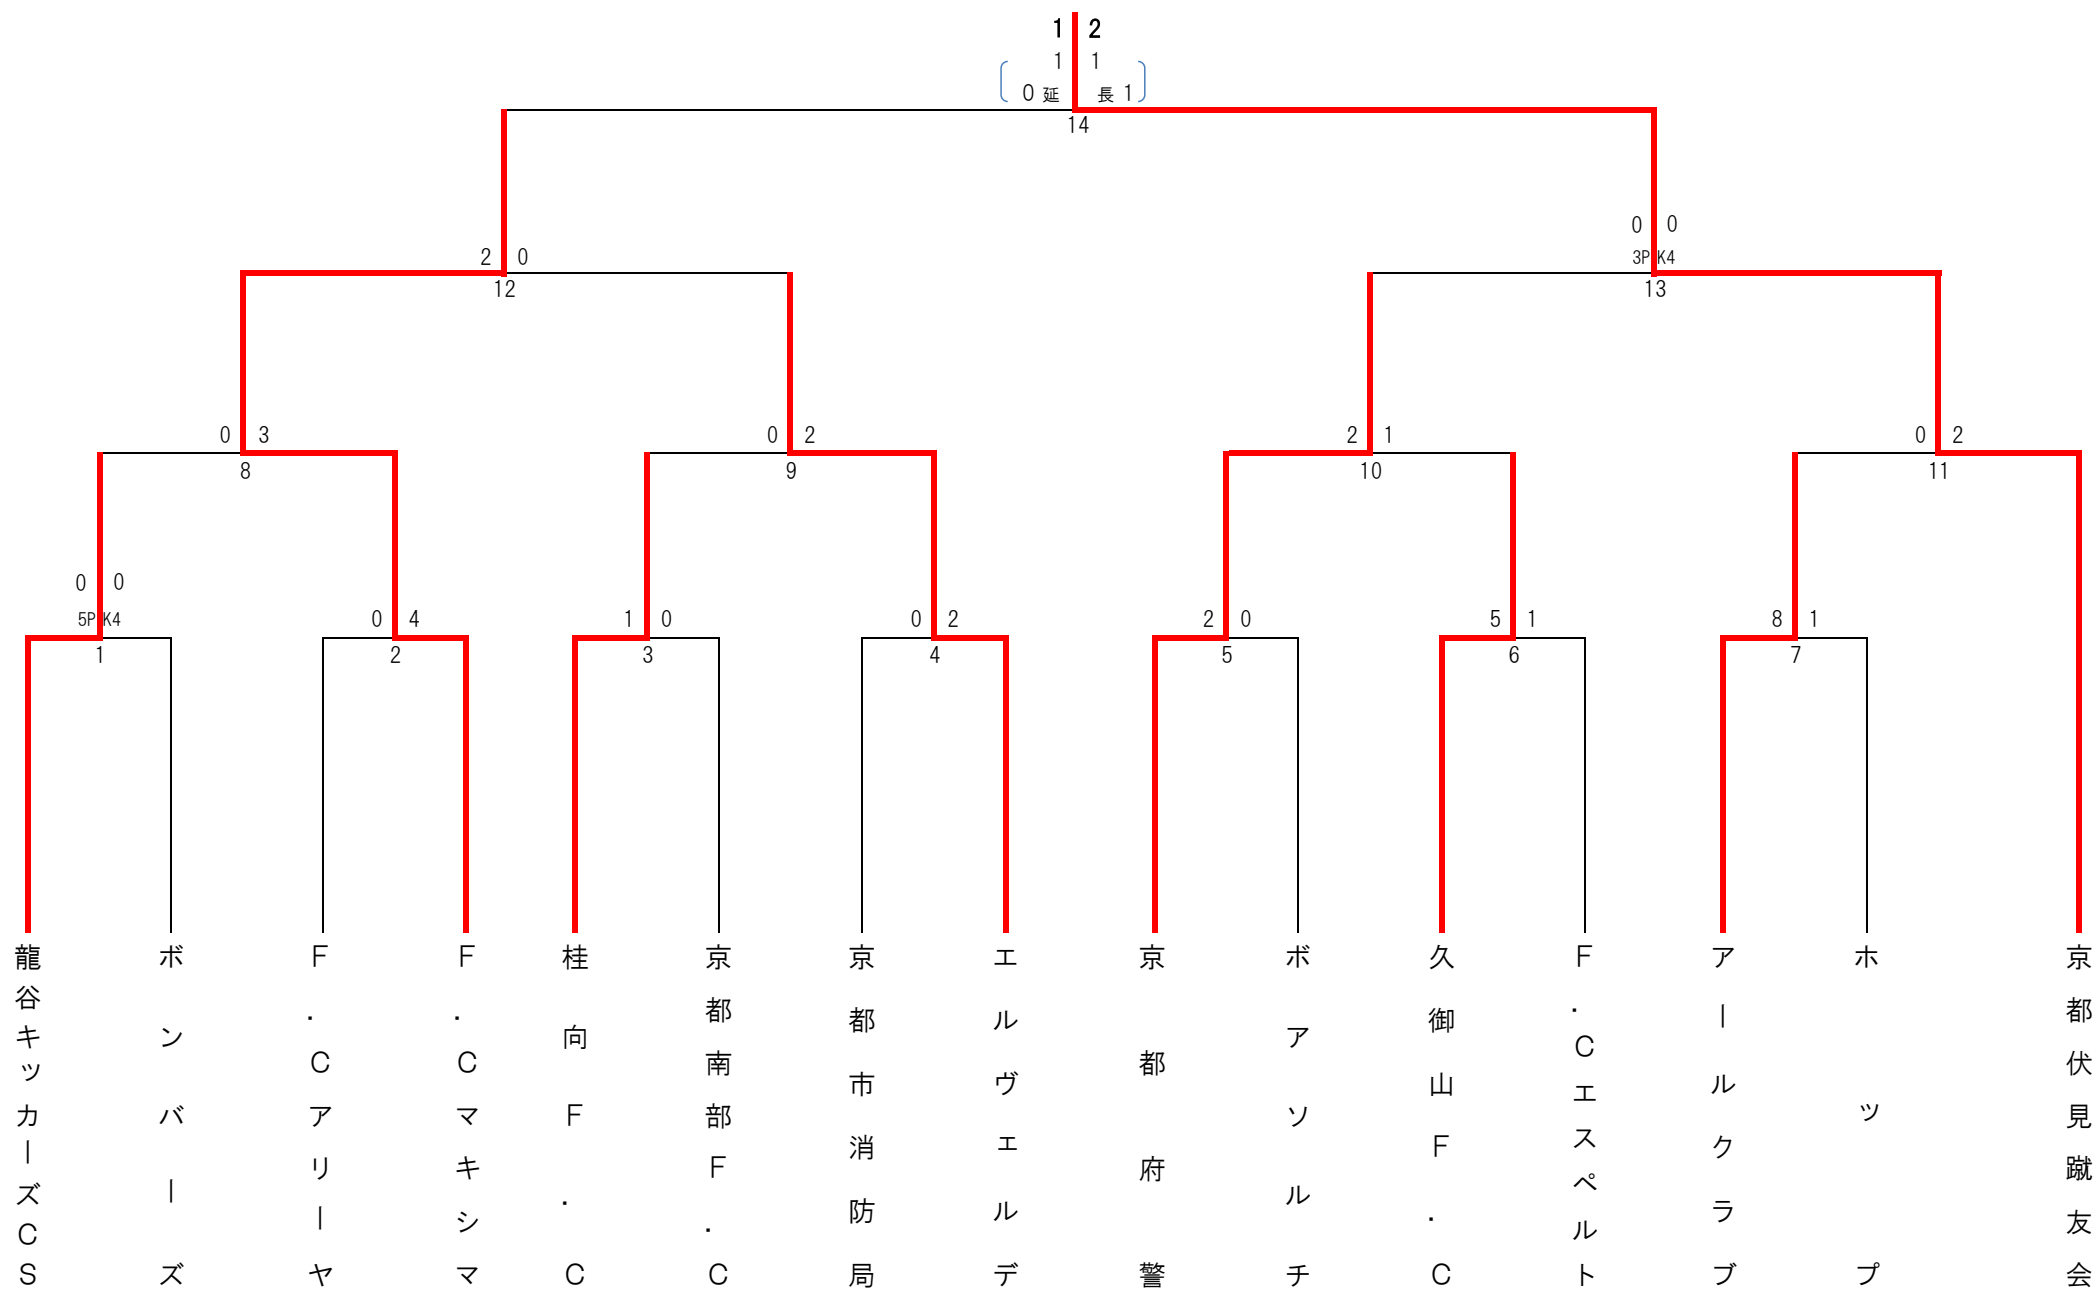 1 2
1 1
0 延 長 1
14
0 0
3PK4
13
2 0
12
0 3
8
0 2
9
2 1
10
0 2
11
0 0
5PK4
1
0 4
2
1 0
3
0 2
4
2 0
5
5 1
6
8 1
7
龍谷キッカーズCS
ボンバーズ
F.Cアリーヤ
F.Cマキシマ
桂向F.C
京都南部F.C
京都市消防局
エルヴェルデ
京都府警
ボアソルチ
久御山F.C
F.Cエスペルト
アールクラブ
ホップ
京都伏見蹴友会